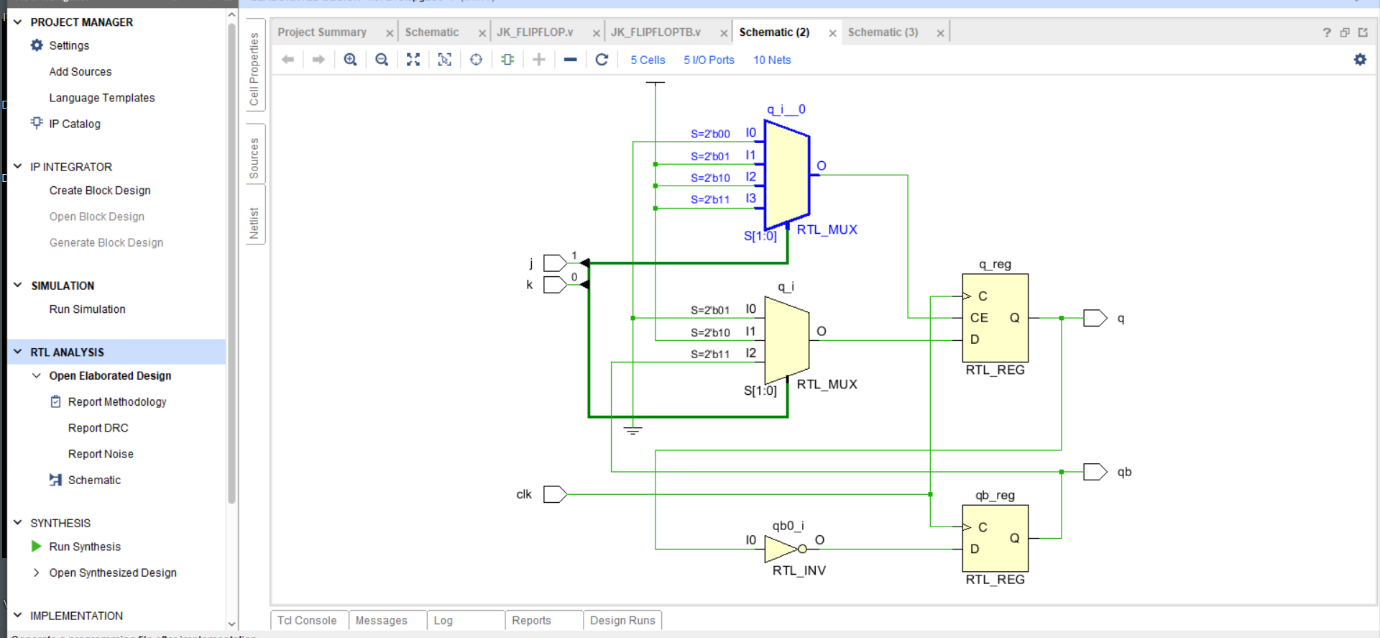 PROJECT MANAGER
Settings
Add Sources
Language Templates
IP Catalog
IP INTEGRATOR
Create Block Design
Open Block Design
Generate Block Design
SIMULATION
Run Simulation
RTL ANALYSIS
Open Elaborated Design
Report Methodology
Report DRC
Report Noise
Schematic
SYNTHESIS
Run Synthesis
Open Synthesized Design
IMPLEMENTATION
Cell Properties
Sources
Netlist
Project Summary × Schematic × JK_FLIPFLOP.v × JK_FLIPFLOPTB.v × Schematic (2) × Schematic (3) ×
?
5 Cells 5 I/O Ports 10 Nets
q_i__0
S=2'b00 I0
S=2'b01 I1
S=2'b10 I2
S=2'b11 I3
O
S[1:0] RTL_MUX
j 1
k 0
q_i
S=2'b01 I0
S=2'b10 I1
S=2'b11 I2
O
S[1:0] RTL_MUX
q_reg
C
CE Q
D
RTL_REG
q
qb
clk
qb_reg
C
D Q
RTL_REG
qb0_i
I0 O
RTL_INV
Tcl Console Messages Log Reports Design Runs